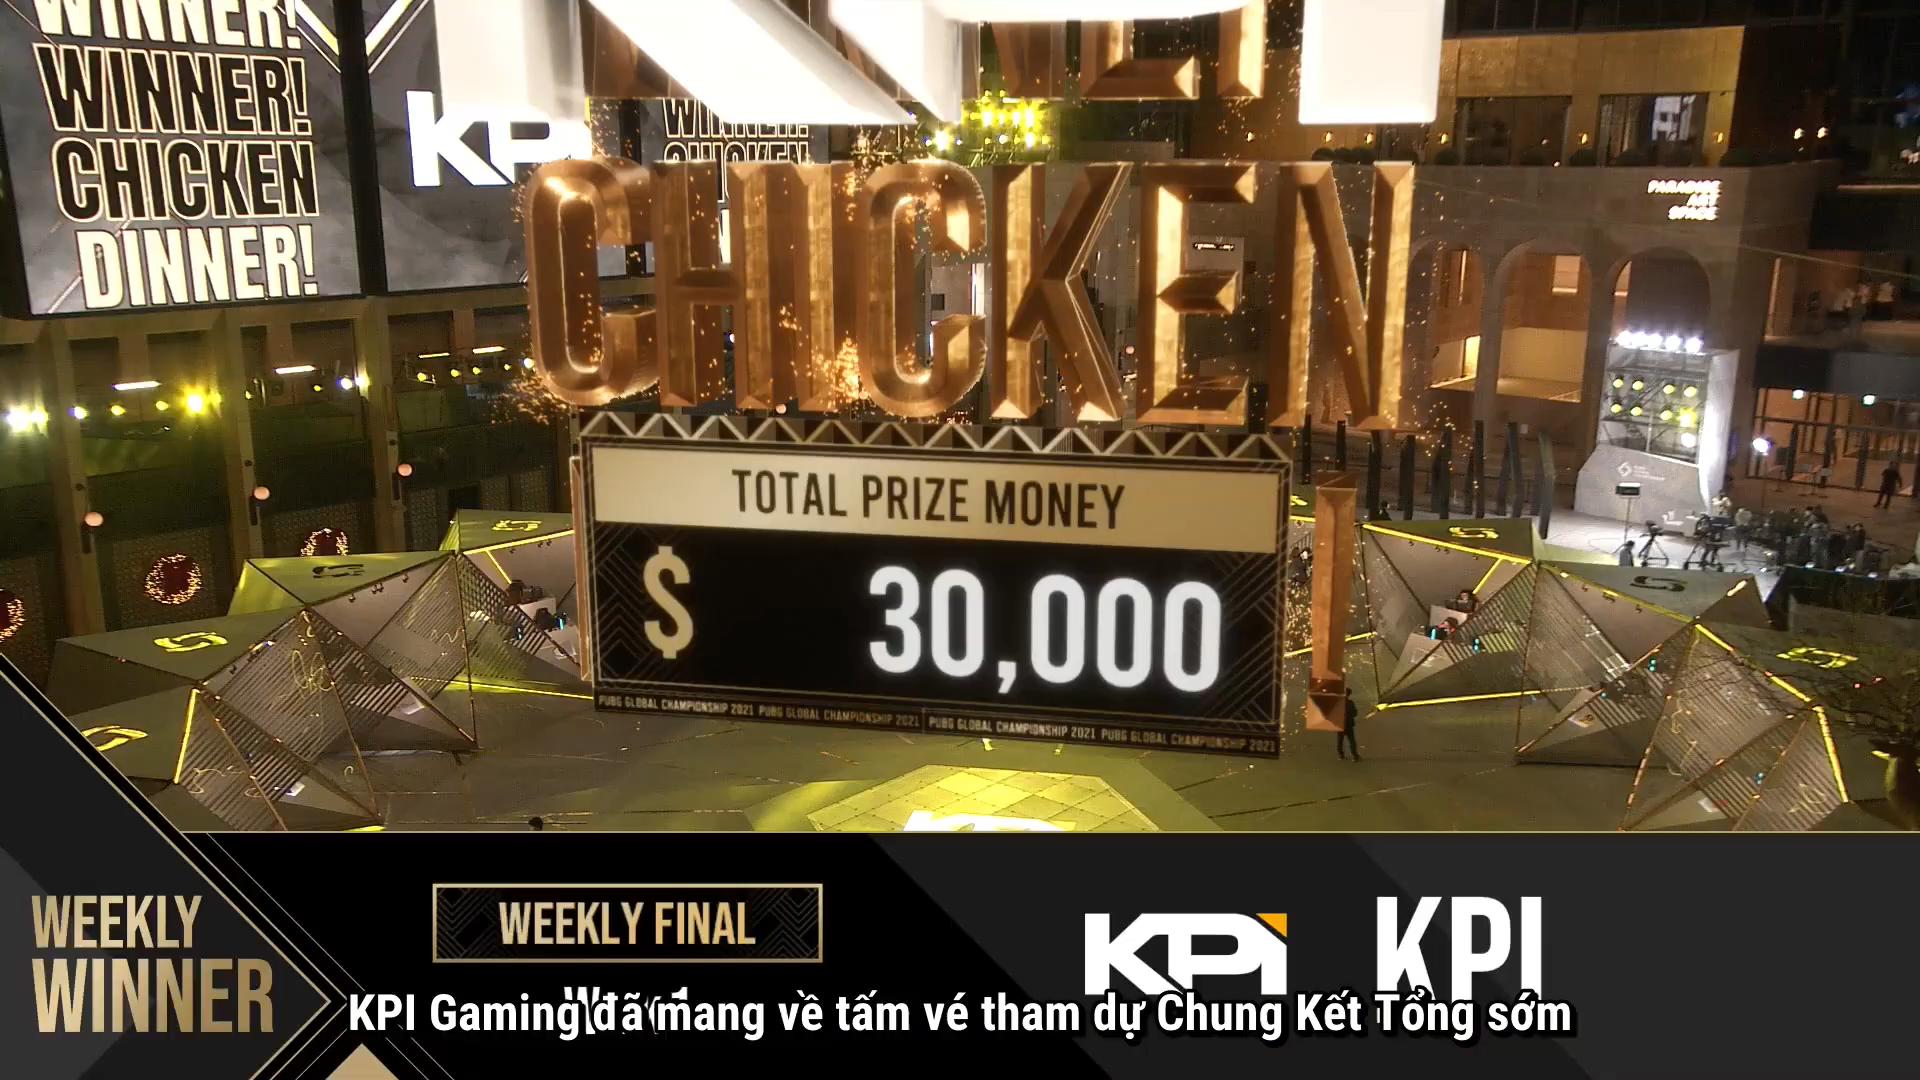 WINNER!
WINNER!
CHICKEN
DINNER!
KPI
WINNER!
CHICKEN
CHICKEN
PARADISE
ART
SPACE
TOTAL PRIZE MONEY
$ 30,000
PUBG GLOBAL CHAMPIONSHIP 2021 PUBG GLOBAL CHAMPIONSHIP 2021 PUBG GLOBAL CHAMPIONSHIP 2021 PUBG GLOBAL CHAMPIONSHIP 2021
WEEKLY
WINNER
WEEKLY FINAL
KPI KPI
KPI Gaming đã mang về tấm vé tham dự Chung Kết Tổng sớm